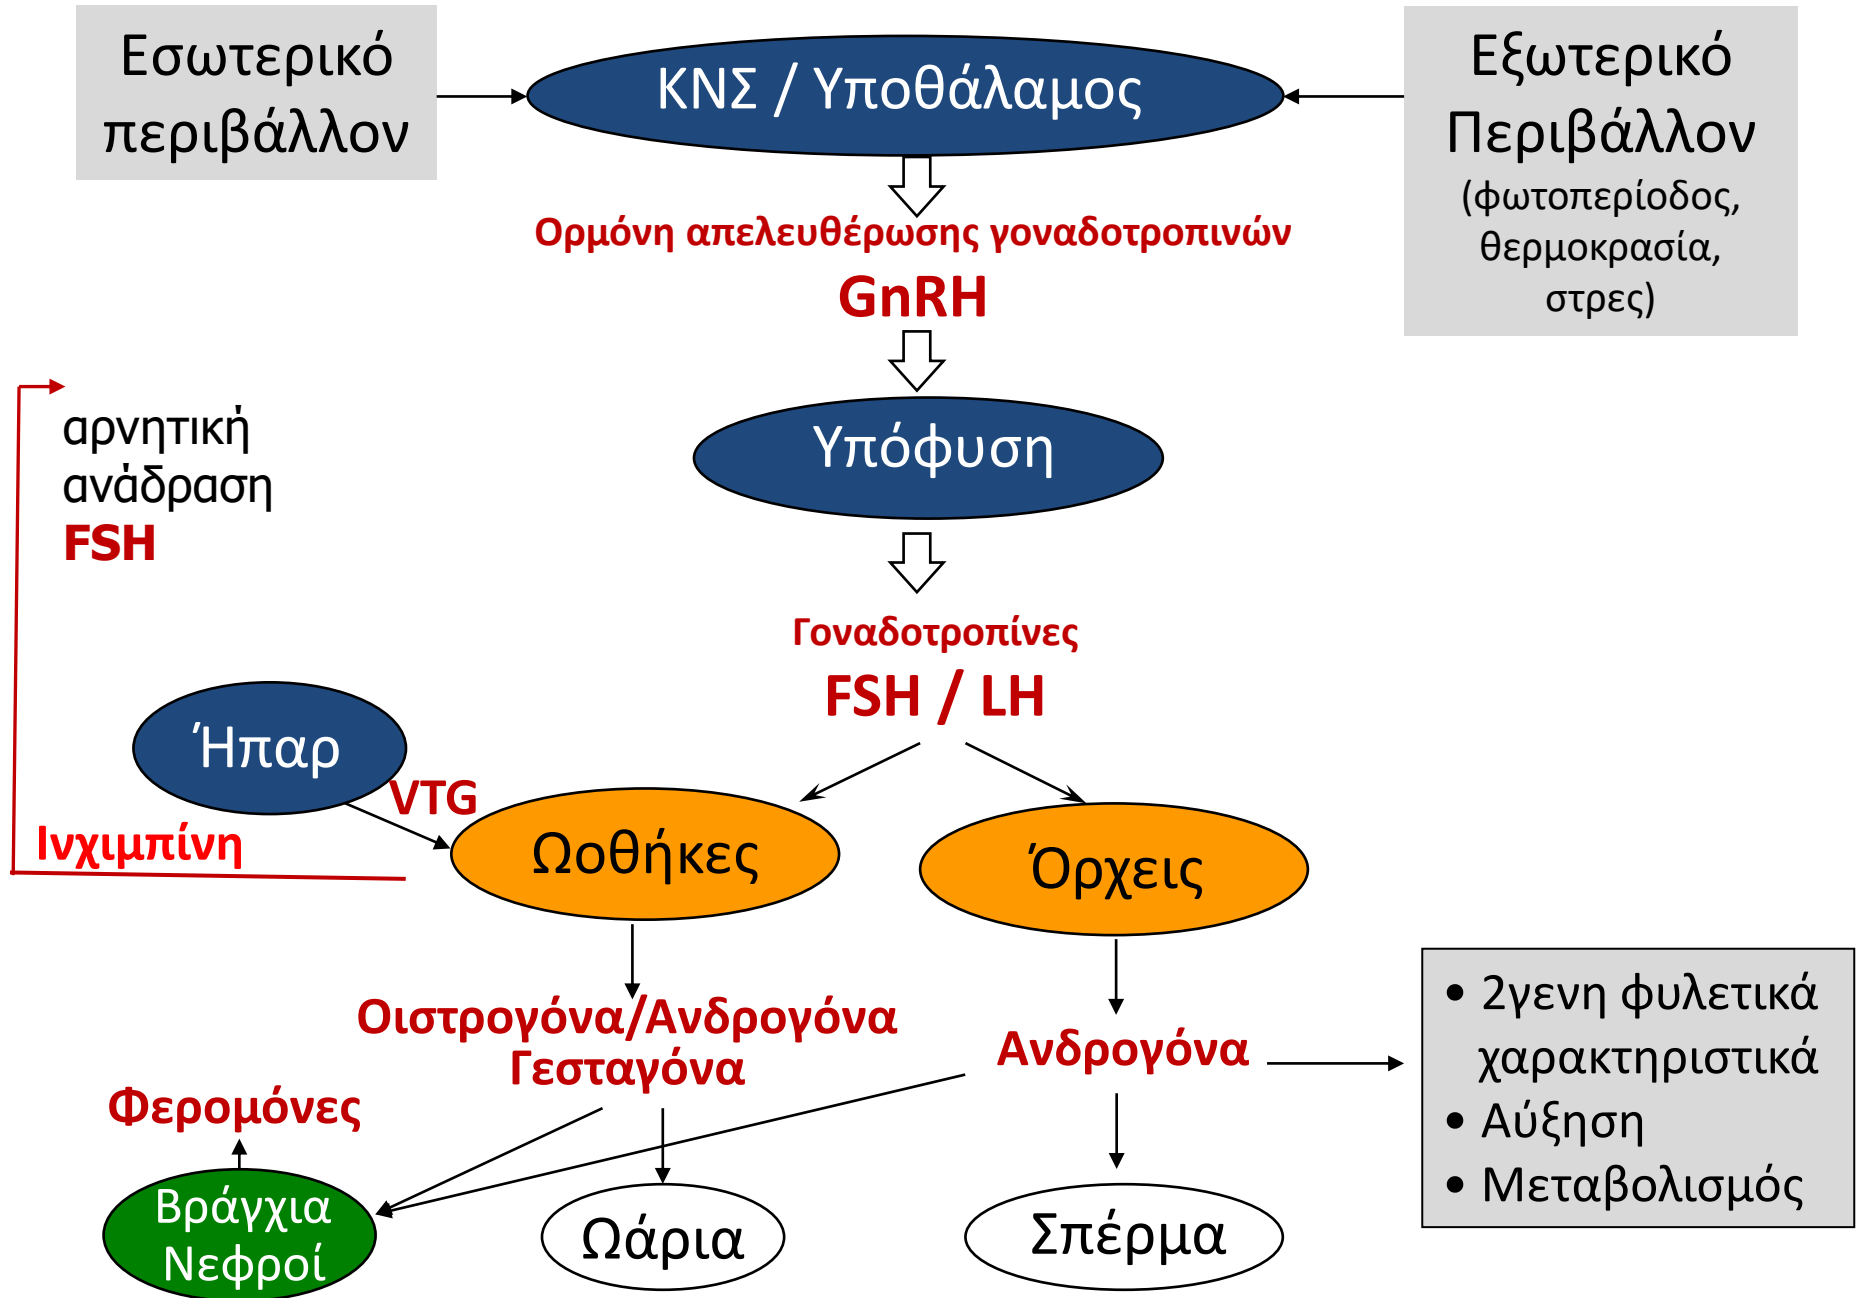 Εσωτερικό
περιβάλλον
ΚΝΣ / Υποθάλαμος
Εξωτερικό
Περιβάλλον
(φωτοπερίοδος,
θερμοκρασία,
στρες)
Ορμόνη απελευθέρωσης γοναδοτροπινών
GnRH
αρνητική
ανάδραση
FSH
Υπόφυση
Γοναδοτροπίνες
FSH / LH
Ήπαρ
VTG
Ινχιμπίνη
Ωοθήκες
Όρχεις
Οιστρογόνα/Ανδρογόνα
Γεσταγόνα
Ανδρογόνα
• 2γενη φυλετικά
χαρακτηριστικά
• Αύξηση
• Μεταβολισμός
Φερομόνες
Βράγχια
Νεφροί
Ωάρια
Σπέρμα